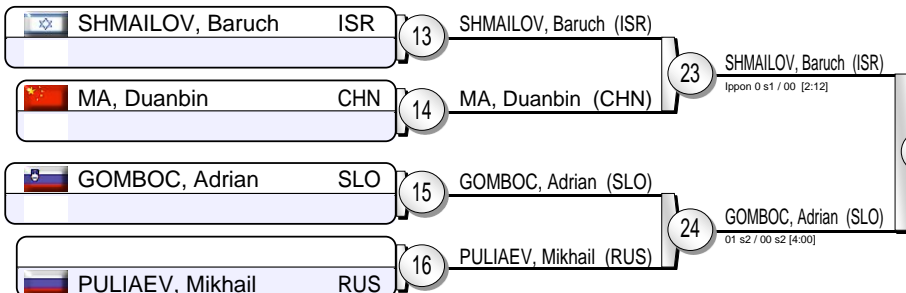 SHMAILOV, Baruch ISR
13
SHMAILOV, Baruch (ISR)
23
SHMAILOV, Baruch (ISR)
Ippon 0 s1 / 00 [2:12]
MA, Duanbin CHN
14
MA, Duanbin (CHN)
GOMBOC, Adrian SLO
15
GOMBOC, Adrian (SLO)
24
GOMBOC, Adrian (SLO)
01 s2 / 00 s2 [4:00]
16
PULIAEV, Mikhail (RUS)
PULIAEV, Mikhail RUS